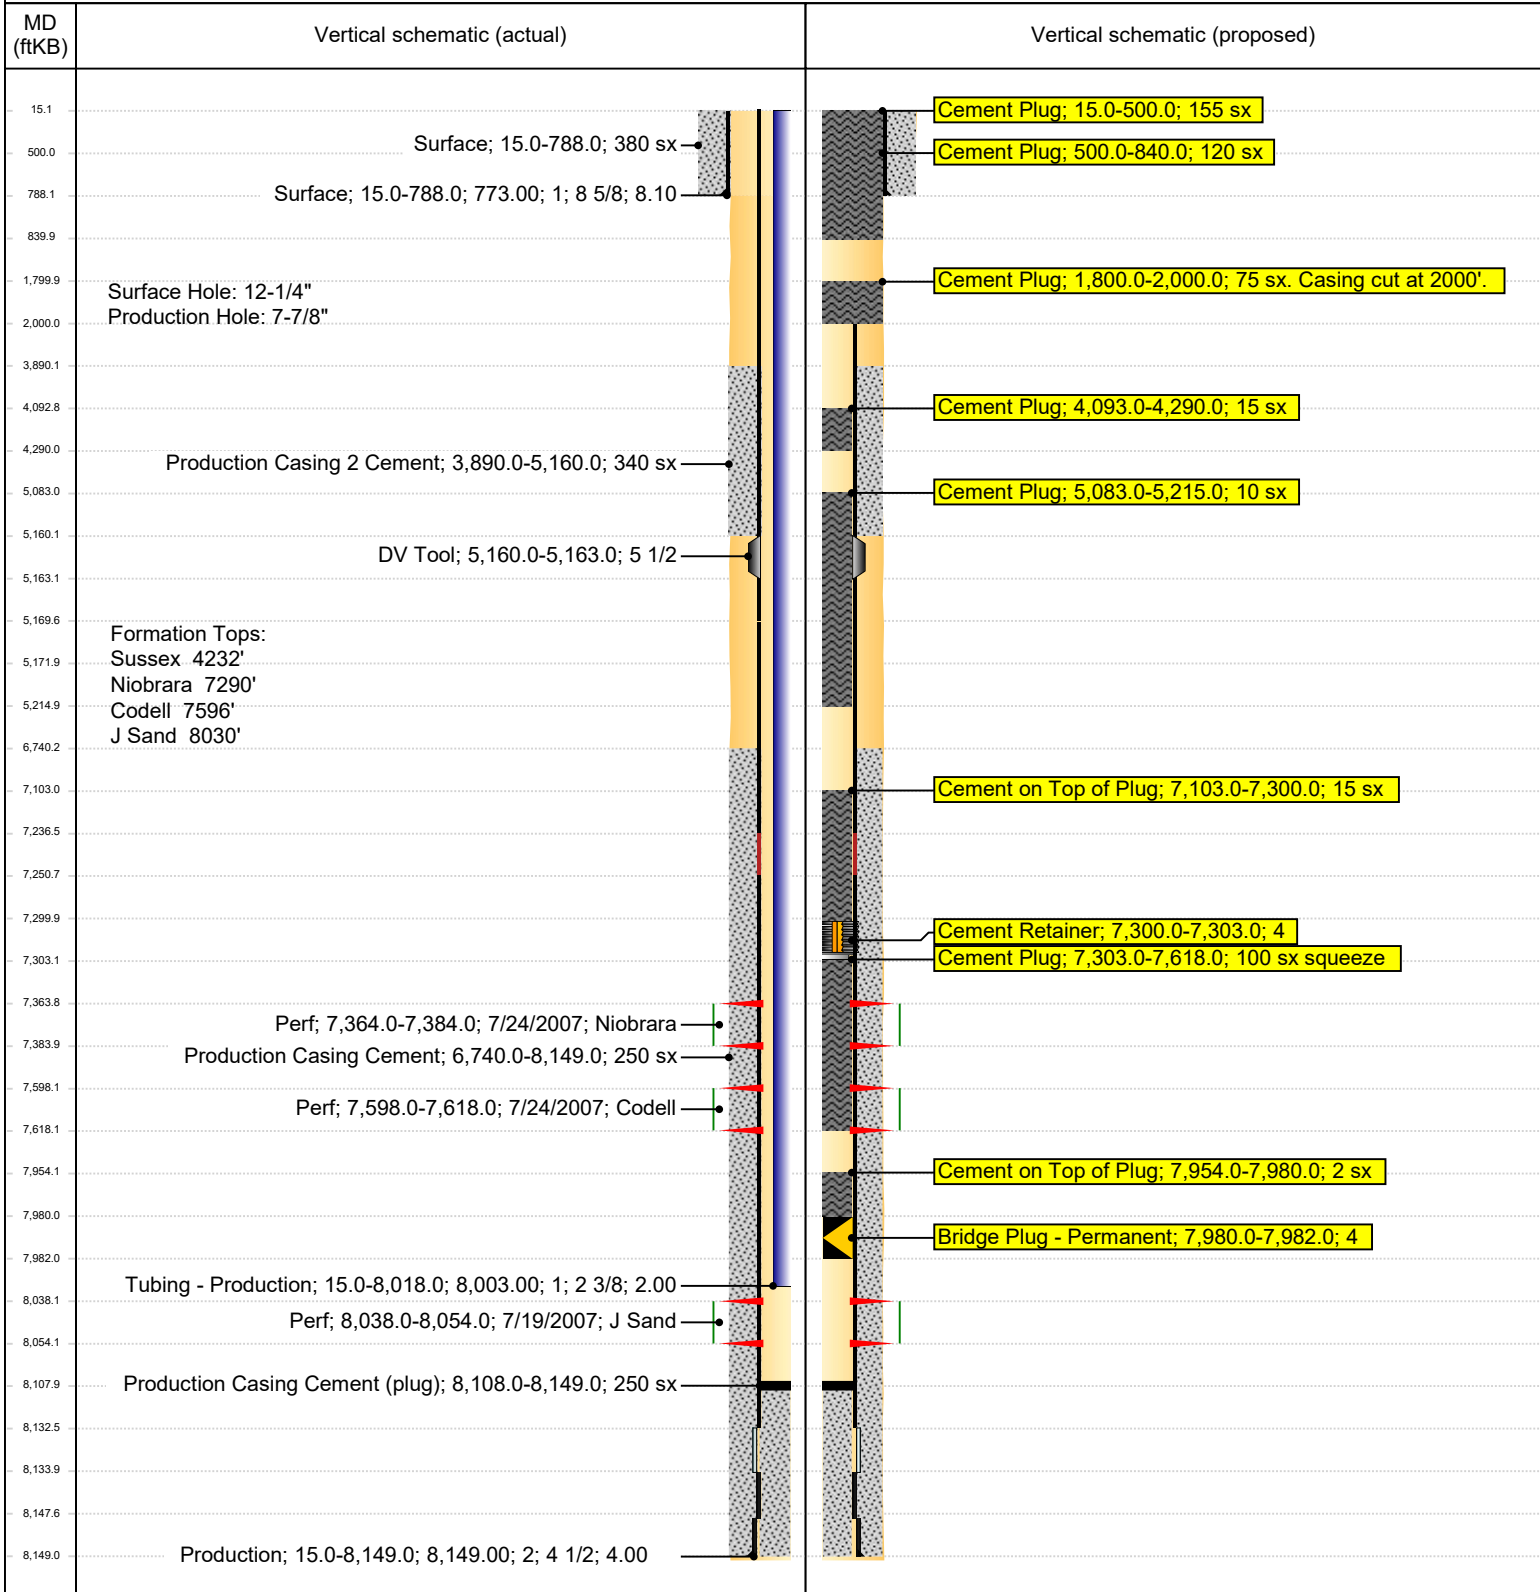 MD
(ftKB)
Vertical schematic (actual)
Vertical schematic (proposed)
15.1
Cement Plug; 15.0-500.0; 155 sx
Surface; 15.0-788.0; 380 sx
500.0
Cement Plug; 500.0-840.0; 120 sx
788.1
Surface; 15.0-788.0; 773.00; 1; 8 5/8; 8.10
839.9
1,799.9
Cement Plug; 1,800.0-2,000.0; 75 sx. Casing cut at 2000'.
Surface Hole: 12-1/4"
Production Hole: 7-7/8"
2,000.0
3,890.1
4,092.8
Cement Plug; 4,093.0-4,290.0; 15 sx
4,290.0
Production Casing 2 Cement; 3,890.0-5,160.0; 340 sx
5,083.0
Cement Plug; 5,083.0-5,215.0; 10 sx
5,160.1
DV Tool; 5,160.0-5,163.0; 5 1/2
5,163.1
5,169.6
Formation Tops:
Sussex  4232'
5,171.9
Niobrara  7290'
Codell  7596'
5,214.9
J Sand  8030'
6,740.2
7,103.0
Cement on Top of Plug; 7,103.0-7,300.0; 15 sx
7,236.5
7,250.7
7,299.9
Cement Retainer; 7,300.0-7,303.0; 4
7,303.1
Cement Plug; 7,303.0-7,618.0; 100 sx squeeze
7,363.8
Perf; 7,364.0-7,384.0; 7/24/2007; Niobrara
7,383.9
Production Casing Cement; 6,740.0-8,149.0; 250 sx
7,598.1
Perf; 7,598.0-7,618.0; 7/24/2007; Codell
7,618.1
7,954.1
Cement on Top of Plug; 7,954.0-7,980.0; 2 sx
7,980.0
Bridge Plug - Permanent; 7,980.0-7,982.0; 4
7,982.0
Tubing - Production; 15.0-8,018.0; 8,003.00; 1; 2 3/8; 2.00
8,038.1
Perf; 8,038.0-8,054.0; 7/19/2007; J Sand
8,054.1
8,107.9
Production Casing Cement (plug); 8,108.0-8,149.0; 250 sx
8,132.5
8,133.9
8,147.6
8,149.0
Production; 15.0-8,149.0; 8,149.00; 2; 4 1/2; 4.00